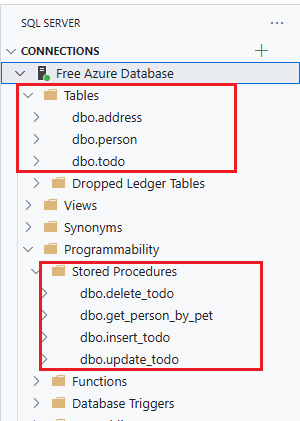 SQL SERVER
CONNECTIONS
Free Azure Database
Tables
dbo.address
dbo.person
dbo.todo
Dropped Ledger Tables
Views
Synonyms
Programmability
Stored Procedures
dbo.delete_todo
dbo.get_person_by_pet
dbo.insert_todo
dbo.update_todo
Functions
Database Triggers